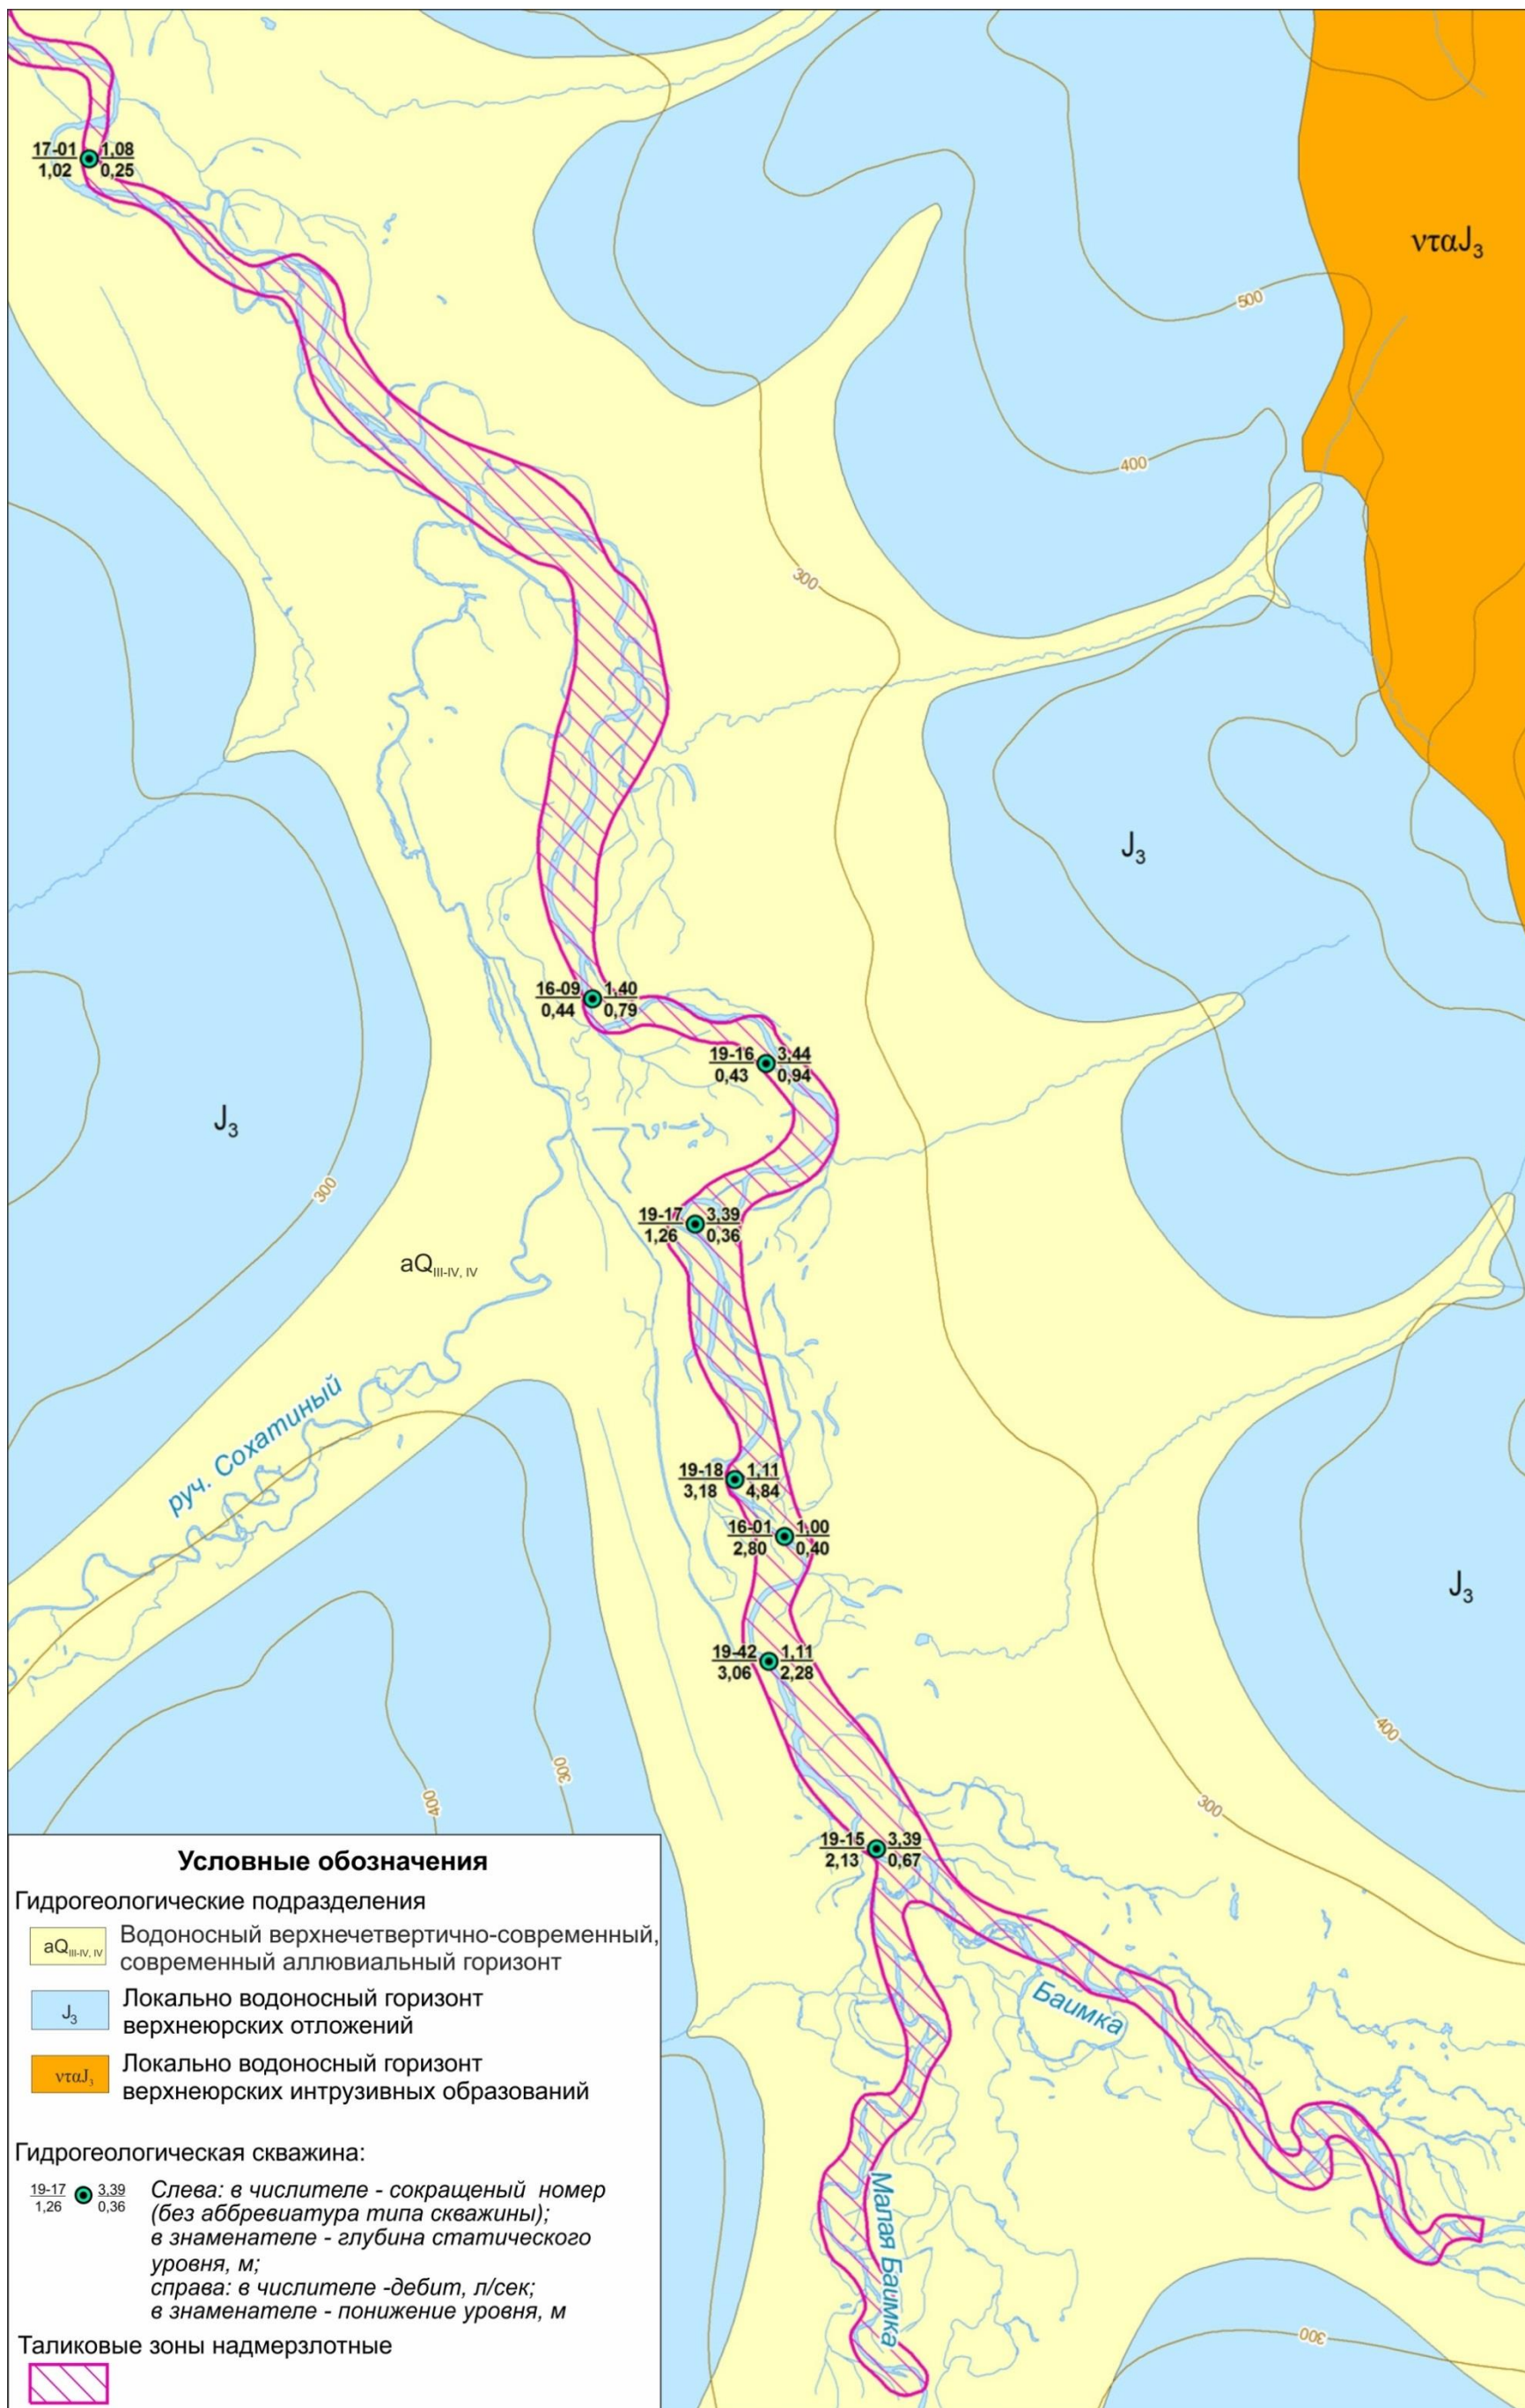 17-01 1,08
1,02 0,25
νταJ3
500
400
300
J3
16-09 1,40
0,44 0,79
19-16 3,44
0,43 0,94
J3
300
19-17 3,39
1,26 0,36
aQIII-IV, IV
руч. Сохатиный
19-18 1,11
3,18 4,84
16-01 1,00
2,80 0,40
J3
19-42 1,11
3,06 2,28
400
300
400
300
19-15 3,39
2,13 0,67
Баимка
Малая Баимка
300
Условные обозначения
Гидрогеологические подразделения
aQIII-IV, IV
Водоносный верхнечетвертично-современный,
современный аллювиальный горизонт
J3
Локально водоносный горизонт
верхнеюрских отложений
νταJ3
Локально водоносный горизонт
верхнеюрских интрузивных образований
Гидрогеологическая скважина:
19-17 3,39
1,26 0,36
Слева: в числителе - сокращеный номер
(без аббревиатура типа скважины);
в знаменателе - глубина статического
уровня, м;
справа: в числителе -дебит, л/сек;
в знаменателе - понижение уровня, м
Таликовые зоны надмерзлотные